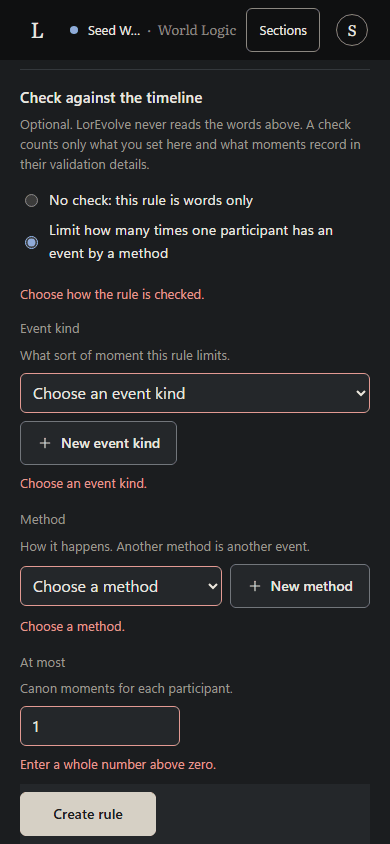 L
Seed W... · World Logic
Sections
S
Check against the timeline
Optional. LorEvolve never reads the words above. A check
counts only what you set here and what moments record in
their validation details.
No check: this rule is words only
Limit how many times one participant has an
event by a method
Choose how the rule is checked.
Event kind
What sort of moment this rule limits.
Choose an event kind
+ New event kind
Choose an event kind.
Method
How it happens. Another method is another event.
Choose a method
+ New method
Choose a method.
At most
Canon moments for each participant.
1
Enter a whole number above zero.
Create rule